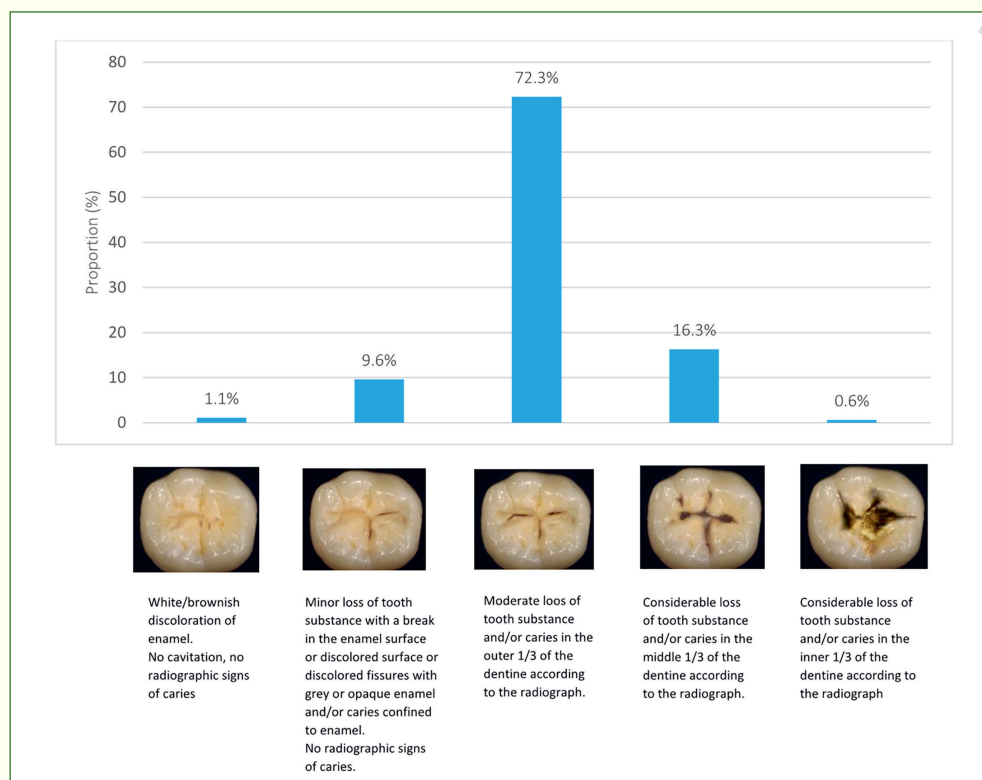 80
72.3%
70
60
50
40
30
20
16.3%
9.6%
10
1.1%
0.6%
0
Proportion (%)
White/brownish
discoloration of
enamel.
No cavitation, no
radiographic signs
of caries
Minor loss of tooth
substance with a break
in the enamel surface
or discolored surface or
discolored fissures with
grey or opaque enamel
and/or caries confined
to enamel.
No radiographic signs
of caries.
Moderate loos of
tooth substance
and/or caries in the
outer 1/3 of the
dentine according
to the radiograph.
Considerable loss
of tooth substance
and/or caries in the
middle 1/3 of the
dentine according
to the radiograph.
Considerable loss of
tooth substance
and/or caries in the
inner 1/3 of the
dentine according to
the radiograph